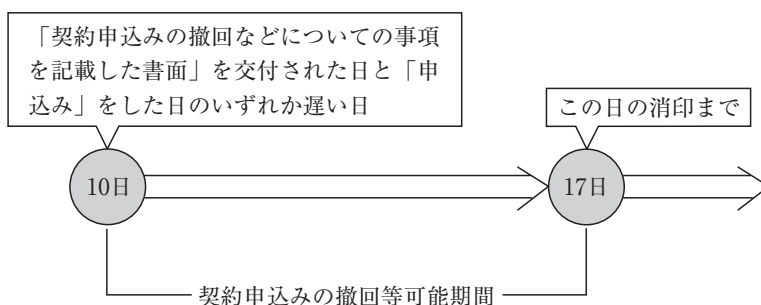 「契約申込みの撤回などについての事項
を記載した書面」を交付された日と「申
込み」をした日のいずれか遅い日
この日の消印まで
10日
17日
契約申込みの撤回等可能期間